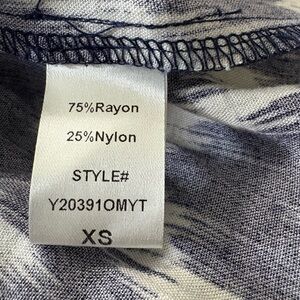 75%Rayon
25%Nylon
STYLE#
Y20391OMYT
XS